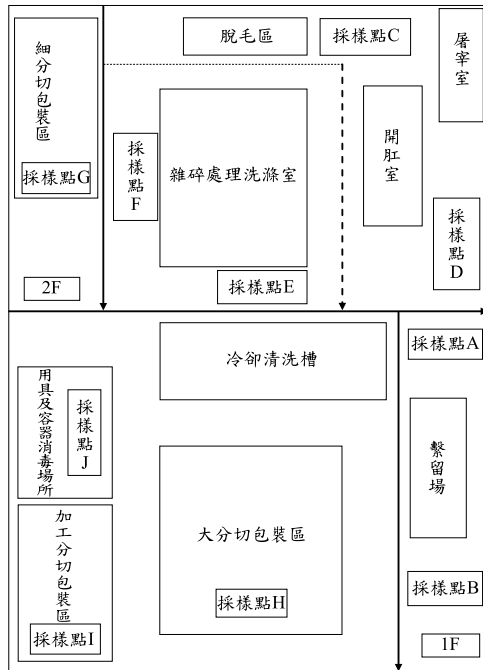 脫毛區
採樣點C
屠宰室
細分切包裝區
採樣點G
採樣點F
雜碎處理洗滌室
開肛室
採樣點D
採樣點E
2F
採樣點A
冷卻清洗槽
用具及容器消毒場所
採樣點J
繫留場
加工分切包裝區
採樣點I
大分切包裝區
採樣點H
採樣點B
1F